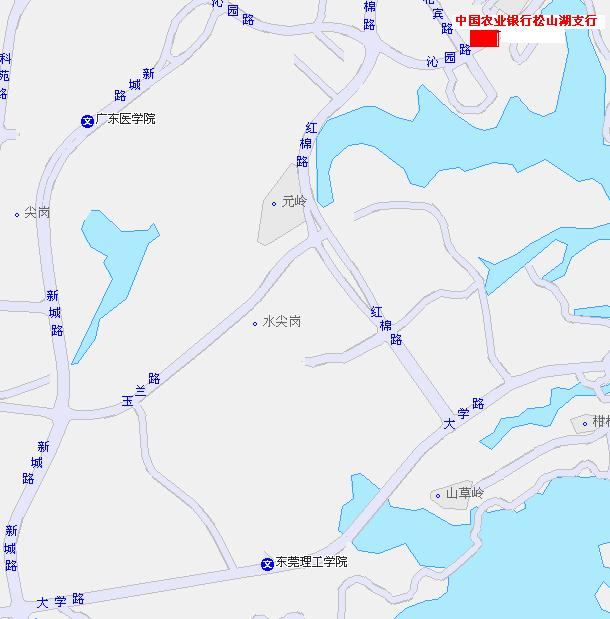 沁园路
棉路
北宾路
中国农业银行松山湖支行
沁园路
科苑路
新城路
广东医学院
红棉路
元岭
尖岗
新城路
水尖岗
红棉路
玉兰路
大学路
柑
新城路
山草岭
新城路
东莞理工学院
大学路